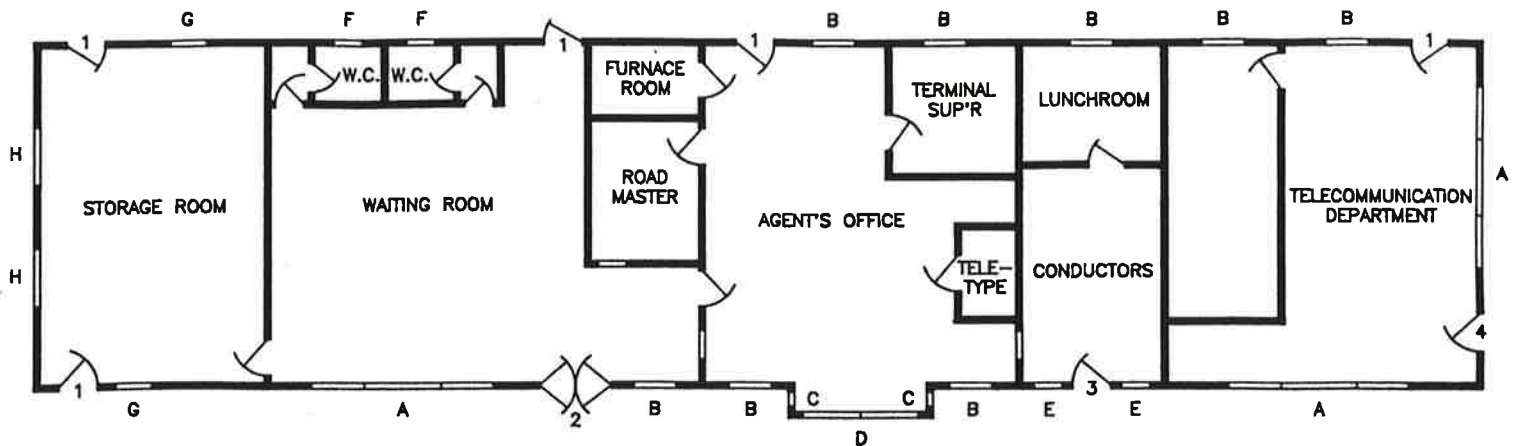 G F F B B B B B
1 1 1 1
W.C. W.C.
FURNACE
ROOM
TERMINAL
SUP'R
LUNCHROOM
H
ROAD
MASTER
A
STORAGE ROOM
WAITING ROOM
AGENT'S OFFICE
TELECOMMUNICATION
DEPARTMENT
H
TELE-
TYPE
CONDUCTORS
4
1
2
3
C C
G A B B B E E A
D